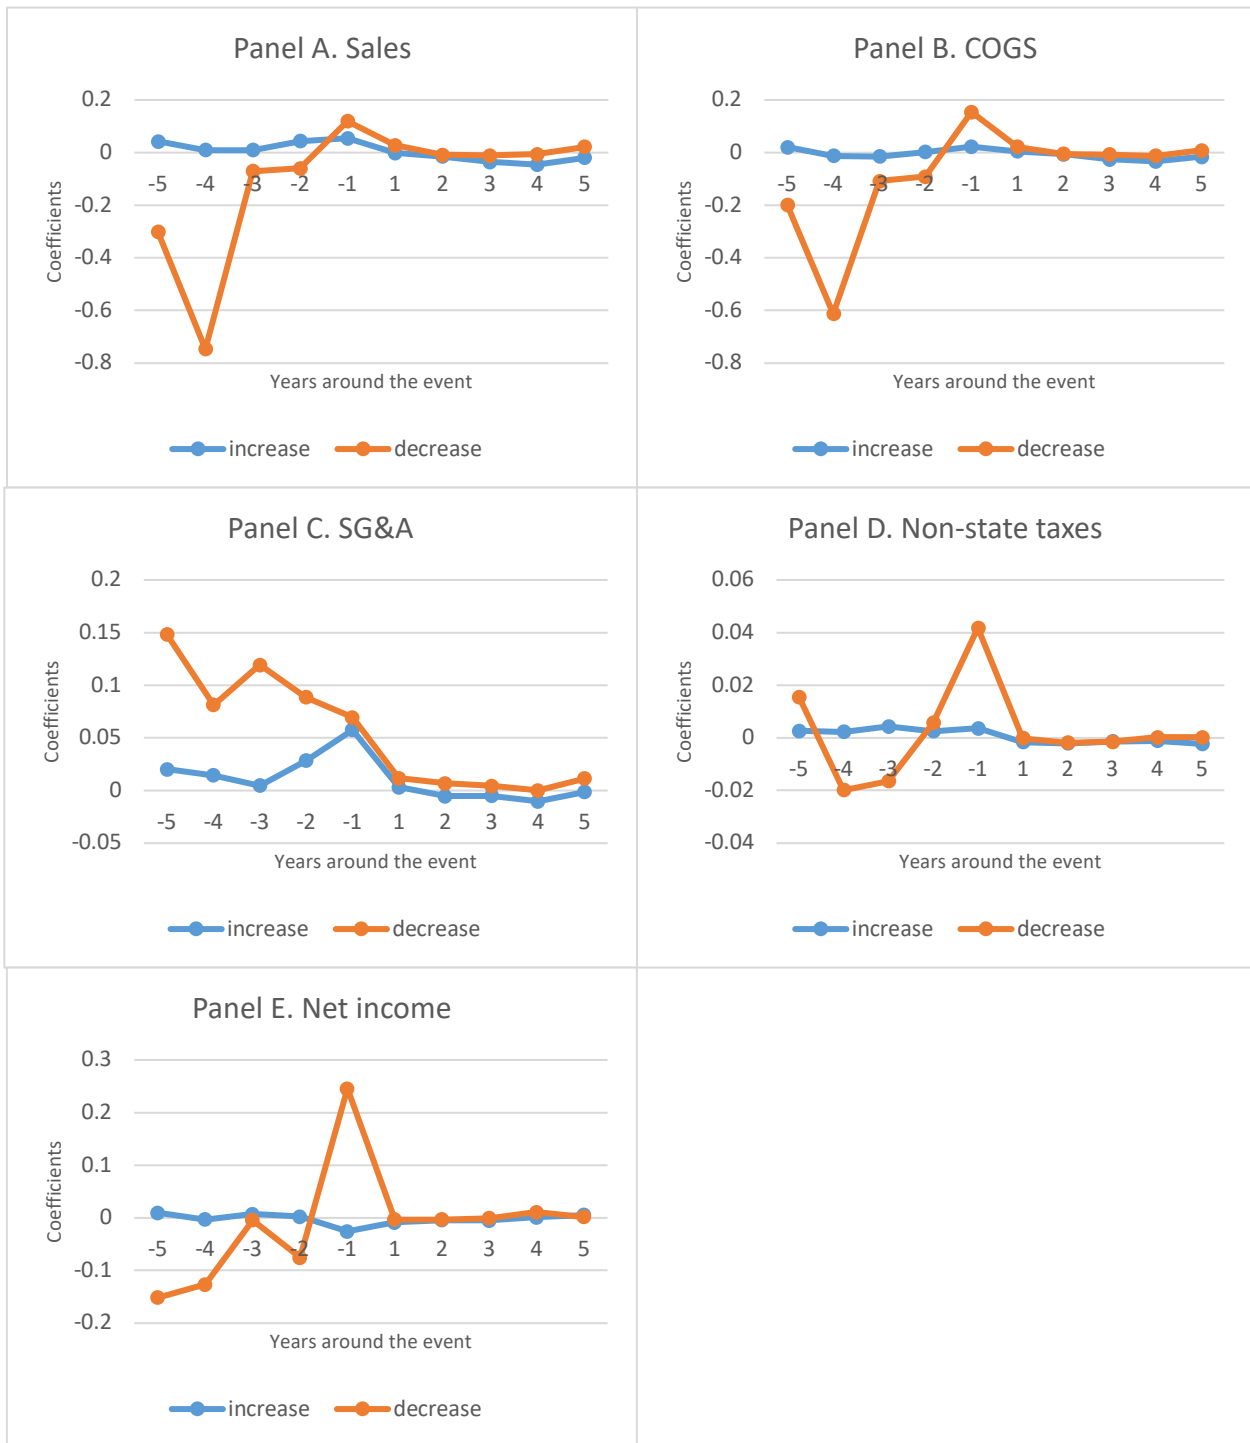 Panel A. Sales
0.2
0
-0.2
-0.4
-0.6
-0.8
Coefficients
-5 -4 -3 -2 -1 1 2 3 4 5
Years around the event
increase decrease
Panel B. COGS
0.2
0
-0.2
-0.4
-0.6
-0.8
Coefficients
-5 -4 -3 -2 -1 1 2 3 4 5
Years around the event
increase decrease
Panel C. SG&A
0.2
0.15
0.1
0.05
0
-0.05
Coefficients
-5 -4 -3 -2 -1 1 2 3 4 5
Years around the event
increase decrease
Panel D. Non-state taxes
0.06
0.04
0.02
0
-0.02
-0.04
Coefficients
-5 -4 -3 -2 -1 1 2 3 4 5
Years around the event
increase decrease
Panel E. Net income
0.3
0.2
0.1
0
-0.1
-0.2
Coefficients
-5 -4 -3 -2 -1 1 2 3 4 5
Years around the event
increase decrease